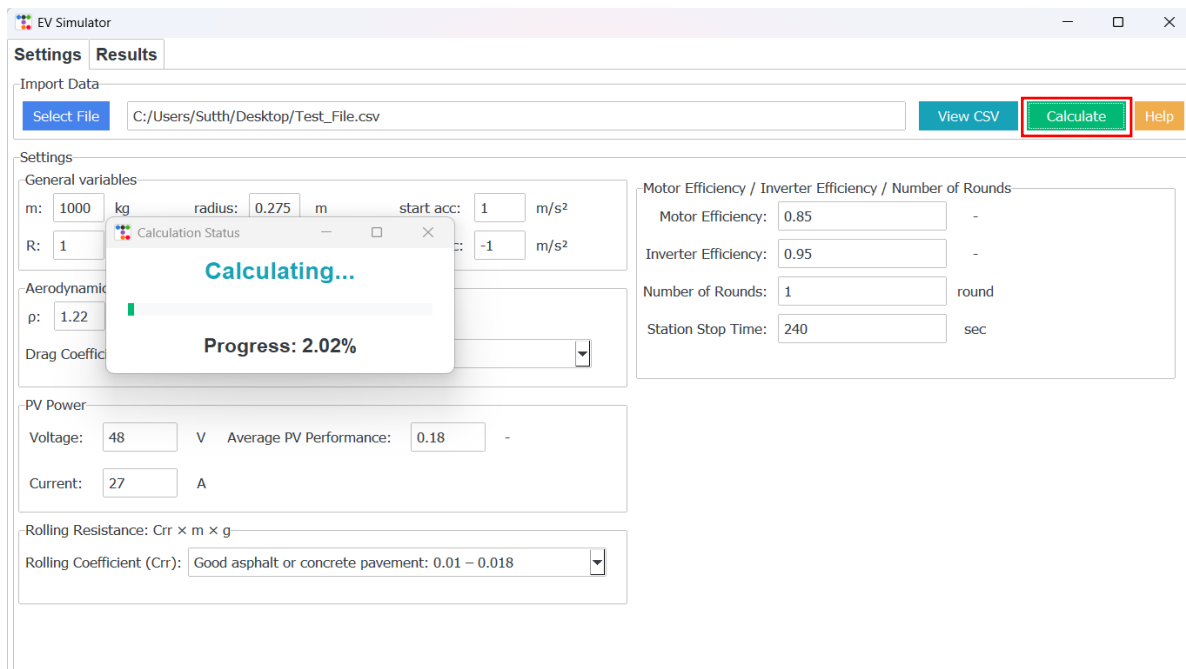 EV Simulator
Settings Results
Import Data
Select File C:/Users/Sutth/Desktop/Test_File.csv View CSV Calculate Help
Settings
General variables
m: 1000 kg radius: 0.275 m start acc: 1 m/s²
R: 1 c: -1 m/s²
Calculation Status
Calculating...
Progress: 2.02%
Aerodynamic
ρ: 1.22
Drag Coeffic
PV Power
Voltage: 48 V Average PV Performance: 0.18 -
Current: 27 A
Rolling Resistance: Crr × m × g
Rolling Coefficient (Crr): Good asphalt or concrete pavement: 0.01 – 0.018
Motor Efficiency / Inverter Efficiency / Number of Rounds
Motor Efficiency: 0.85 -
Inverter Efficiency: 0.95 -
Number of Rounds: 1 round
Station Stop Time: 240 sec